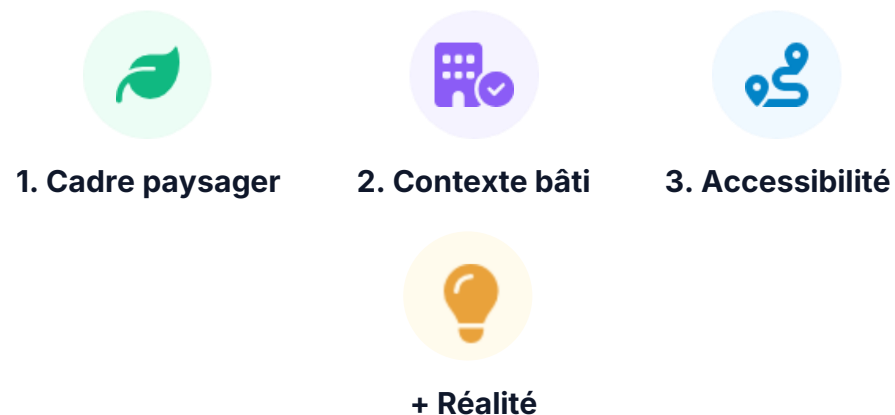 1. Cadre paysager
2. Contexte bâti
3. Accessibilité
+ Réalité